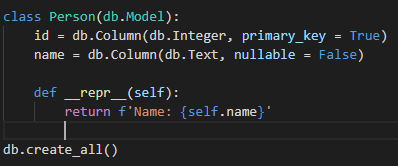 class Person(db.Model):
    id = db.Column(db.Integer, primary_key = True)
    name = db.Column(db.Text, nullable = False)
    def __repr__(self):
        return f'Name: {self.name}'
db.create_all()